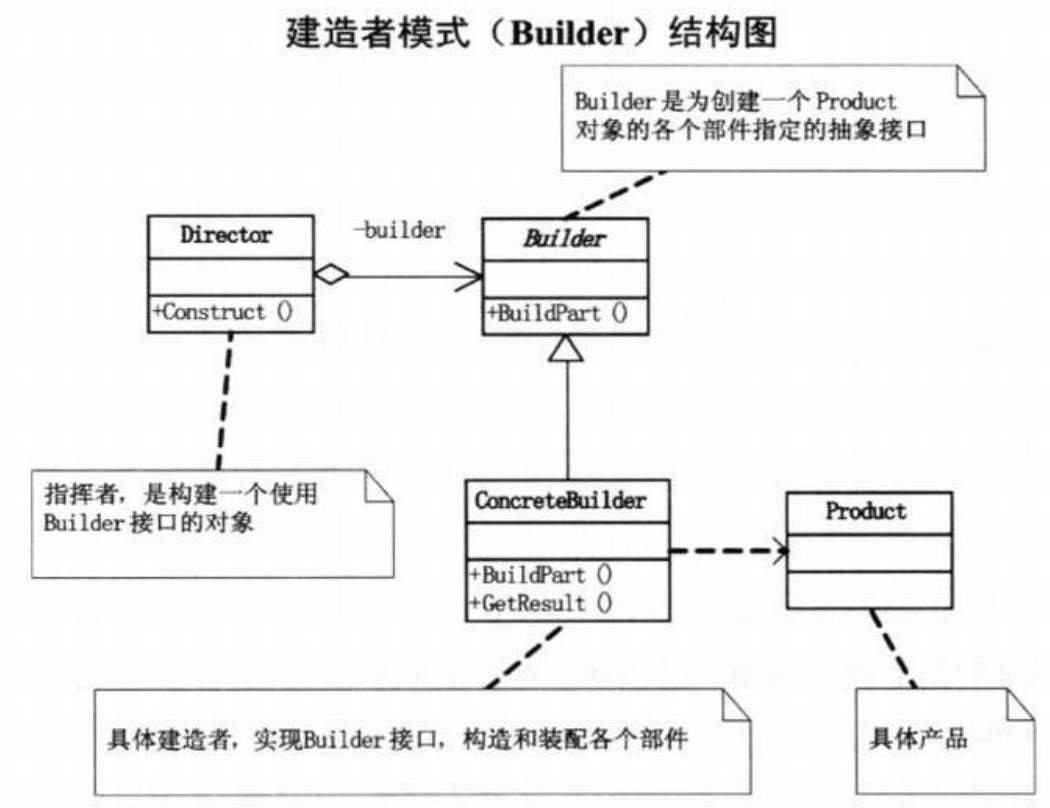 建造者模式（Builder）结构图
Builder是为创建一个Product
对象的各个部件指定的抽象接口
Director
-builder
Builder
+Construct ()
+BuildPart ()
指挥者，是构建一个使用
Builder接口的对象
ConcreteBuilder
Product
+BuildPart ()
+GetResult ()
具体建造者，实现Builder接口，构造和装配各个部件
具体产品